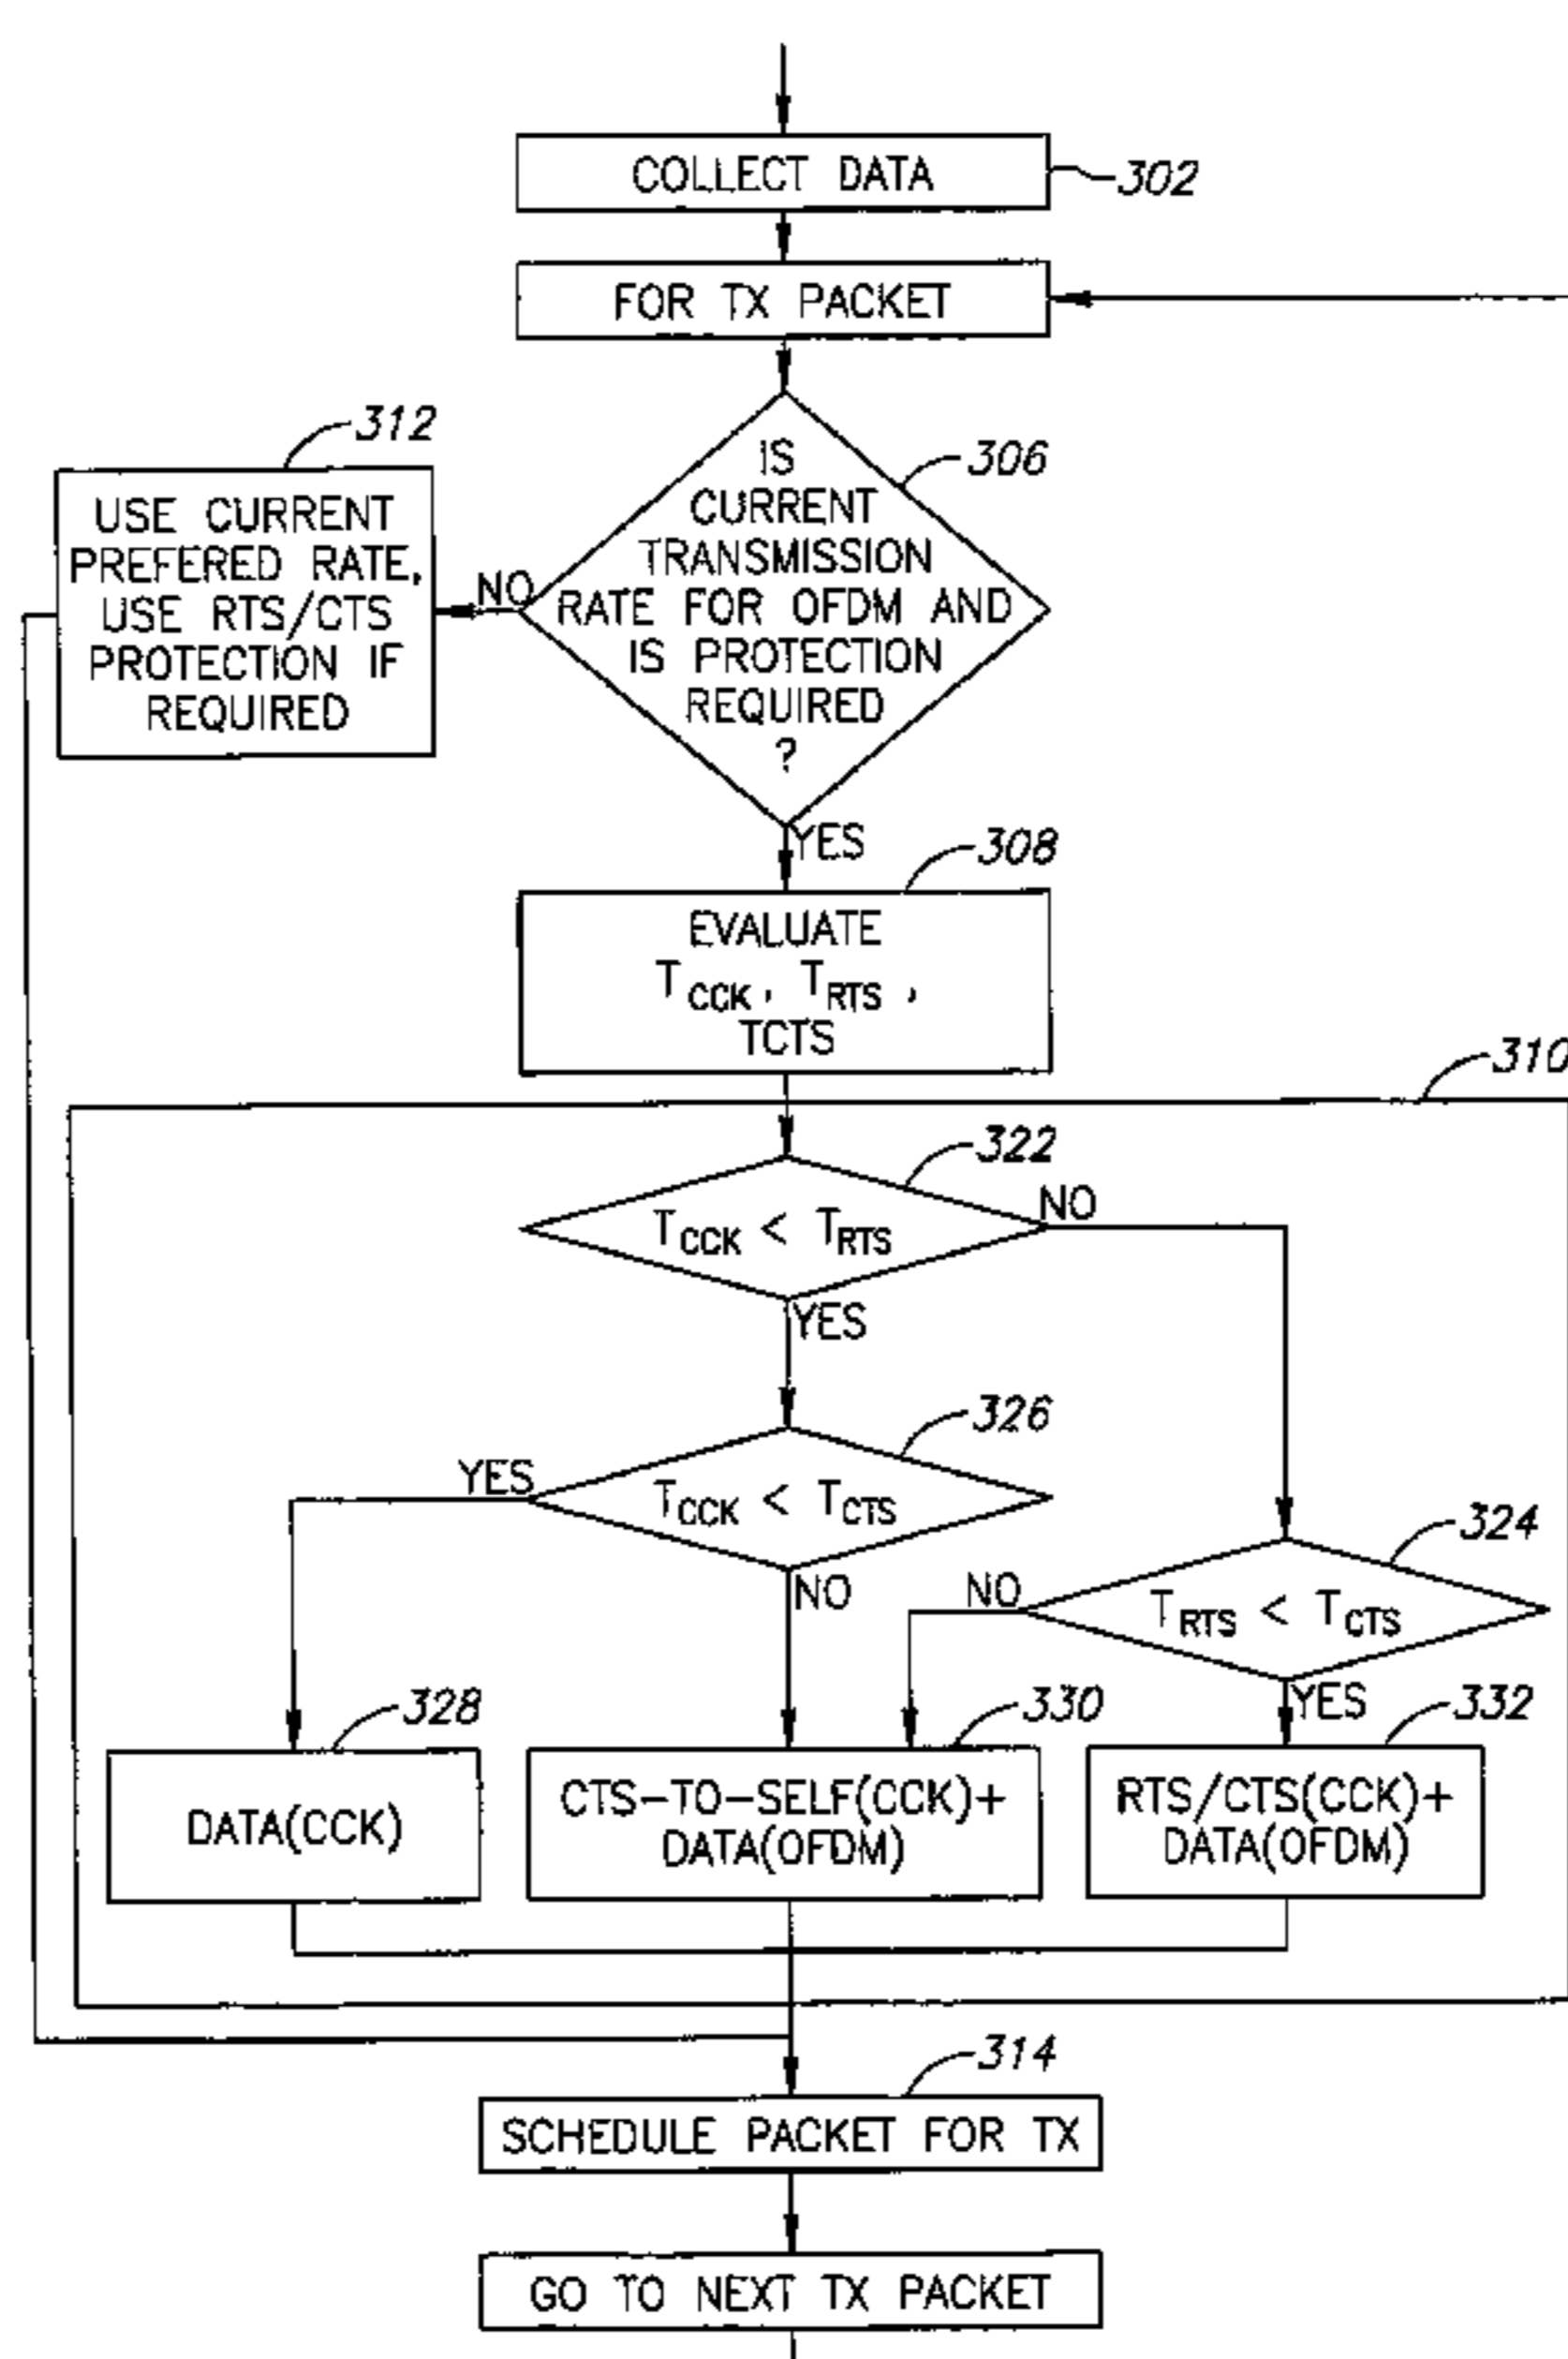 COLLECT DATA
302
FOR TX PACKET
312
USE CURRENT
PREFERED RATE,
USE RTS/CTS
PROTECTION IF
REQUIRED
306
IS
CURRENT
TRANSMISSION
RATE FOR OFDM AND
IS PROTECTION
REQUIRED
?
NO
YES
308
EVALUATE
TCCK, TRTS ,
TCTS
310
322
TCCK < TRTS
NO
YES
326
TCCK < TCTS
YES
NO
324
TRTS < TCTS
NO
YES
328
DATA(CCK)
330
CTS-TO-SELF(CCK)+
DATA(OFDM)
332
RTS/CTS(CCK)+
DATA(OFDM)
314
SCHEDULE PACKET FOR TX
GO TO NEXT TX PACKET